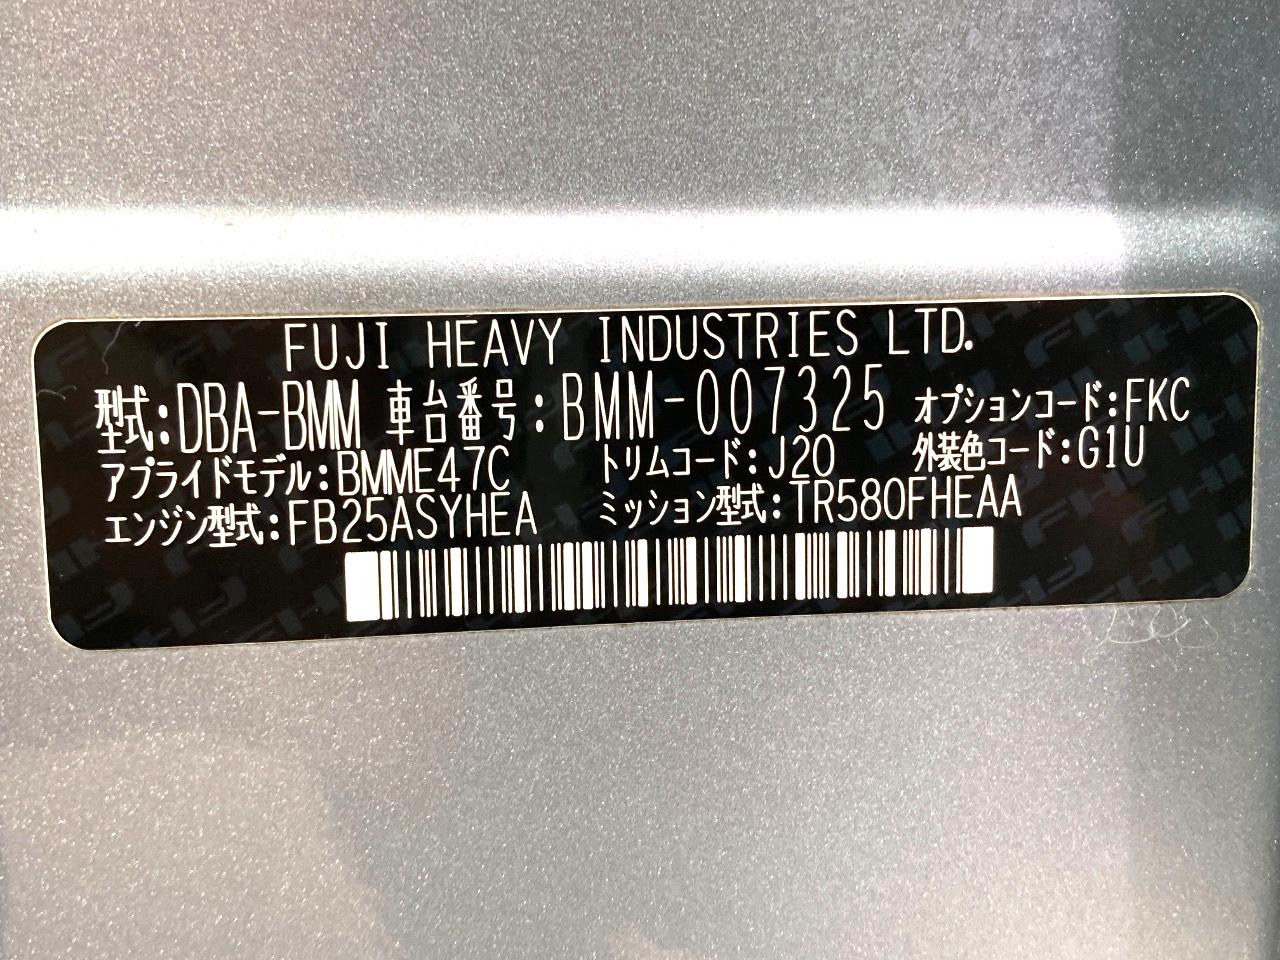 FUJI HEAVY INDUSTRIES LTD.
型式:DBA-BMM 車台番号:BMM-007325 オプションコード:FKC
アプライドモデル:BMME47C トリムコード:J20 外装色コード:G1U
エンジン型式:FB25ASYHEA ミッション型式:TR580FHEAA